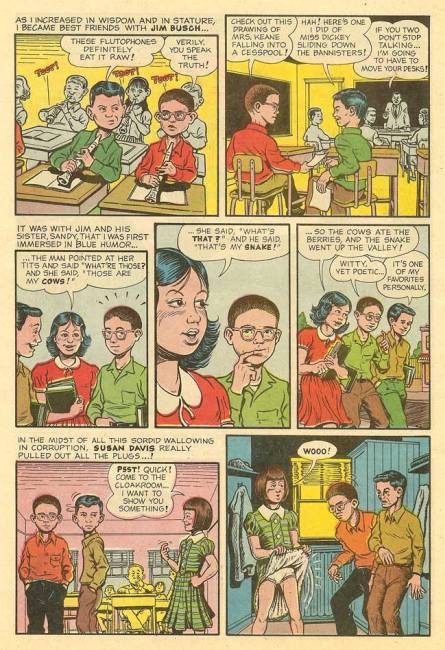 AS I INCREASED IN WISDOM AND IN STATURE,
I BECAME BEST FRIENDS WITH JIM BUSCH...
THESE FLUTOPHONES
DEFINITELY
EAT IT RAW!
VERILY,
YOU SPEAK
THE TRUTH!
TOOT!
TOOT!
TOOT!
CHECK OUT THIS
DRAWING OF
MRS. KEANE
FALLING INTO
A CESSPOOL!
HAH! HERE'S ONE
I DID OF
MISS DICKEY
SLIDING DOWN
THE BANNISTERS!
IF YOU TWO
DON'T STOP
TALKING...
I'M GOING
TO HAVE TO
MOVE YOUR DESKS!
IT WAS WITH JIM AND HIS
SISTER, SANDY, THAT I WAS FIRST
IMMERSED IN BLUE HUMOR...
... THE MAN POINTED AT HER
TITS AND SAID "WHAT'RE THOSE?"
AND SHE SAID, "THOSE ARE
MY COWS!"
... SHE SAID, "WHAT'S
THAT?" AND HE SAID,
"THAT'S MY SNAKE!"
... SO THE COWS ATE THE
BERRIES, AND THE SNAKE
WENT UP THE VALLEY!
WITTY,
YET POETIC...
IT'S ONE
OF MY
FAVORITES
PERSONALLY.
IN THE MIDST OF ALL THIS SORDID WALLOWING
IN CORRUPTION, SUSAN DAVIS REALLY
PULLED OUT ALL THE PLUGS...!
PSST! QUICK!
COME TO THE
CLOAKROOM...
I WANT TO
SHOW YOU
SOMETHING!
WOOO!